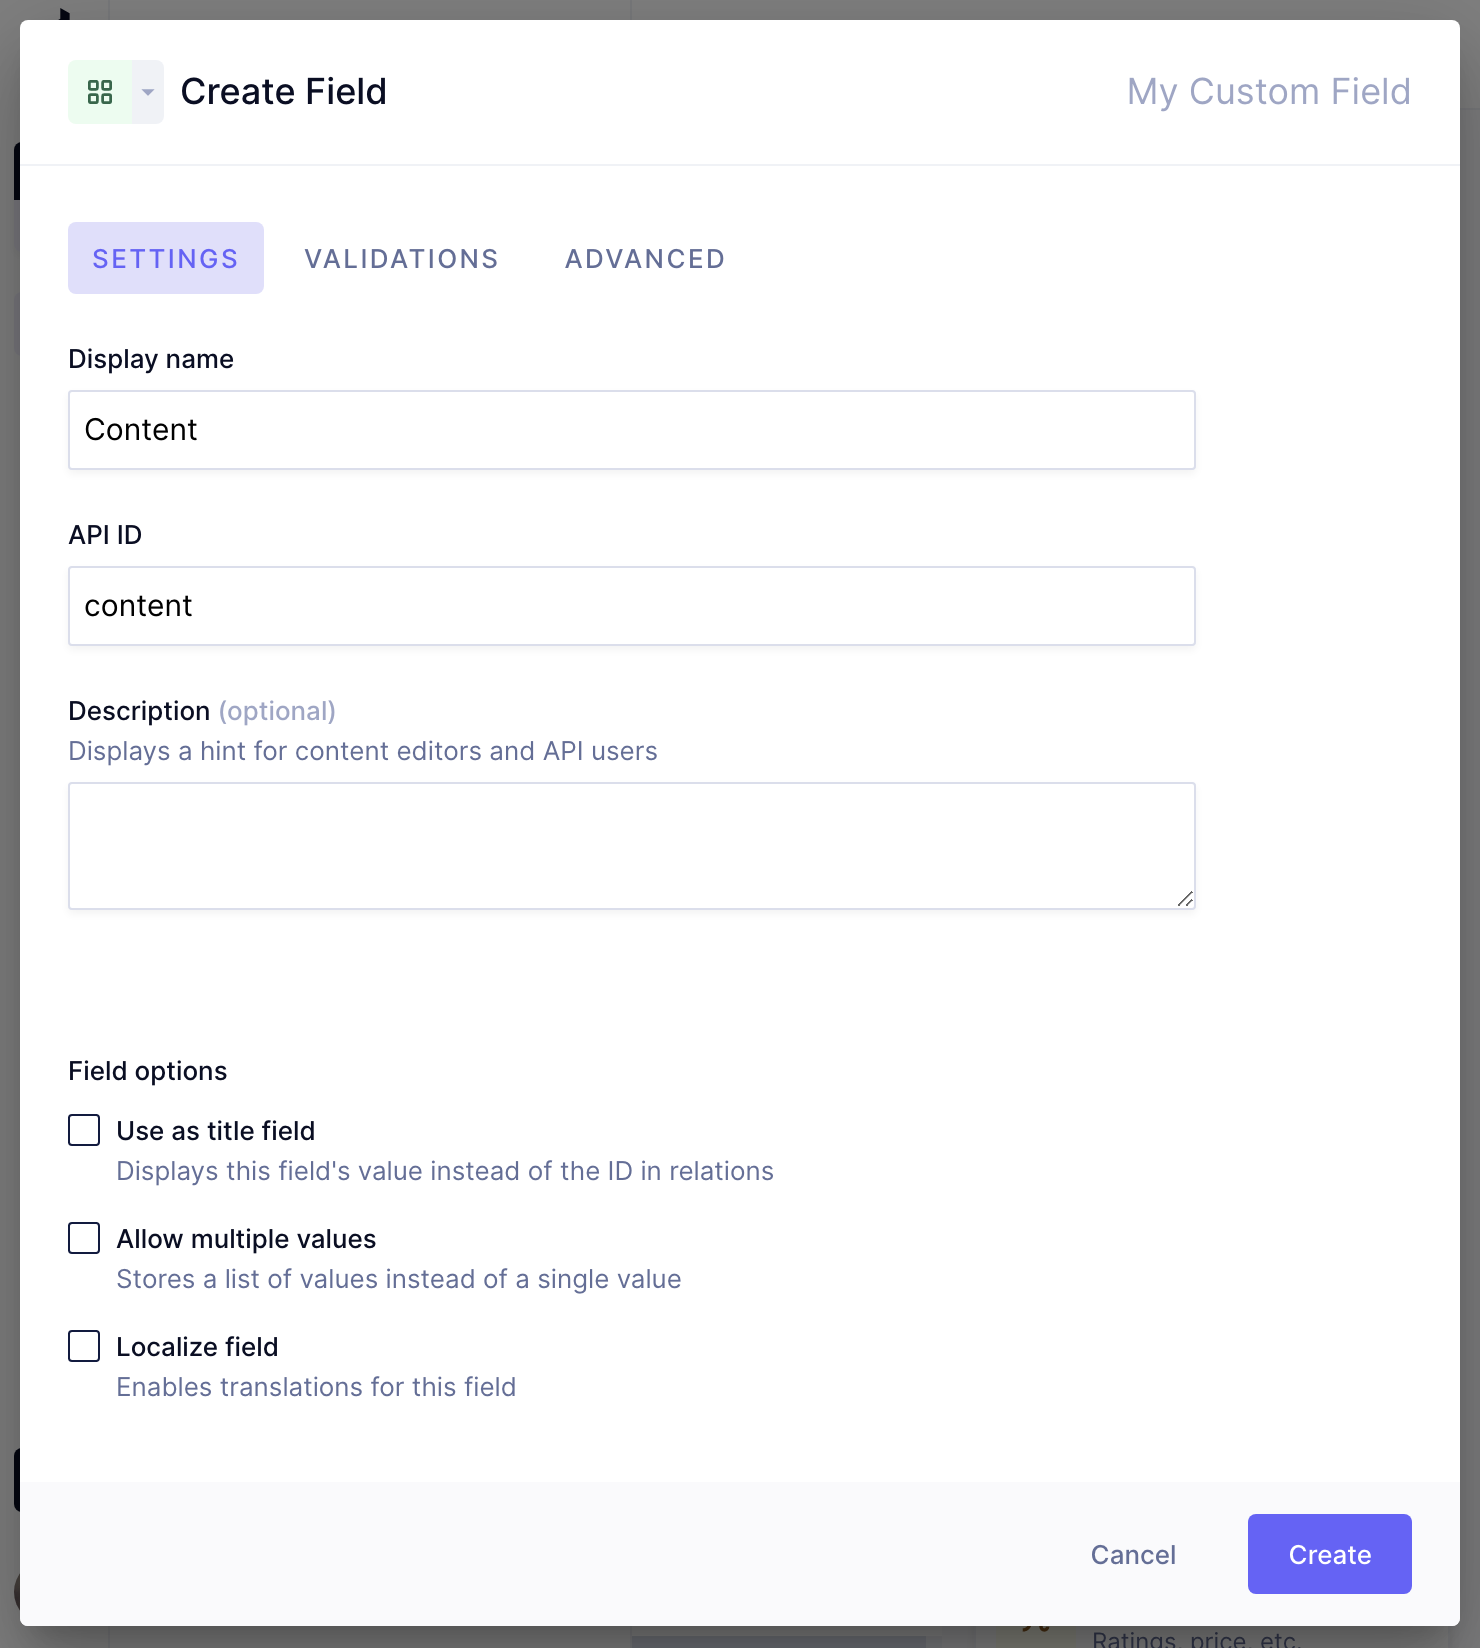 Create Field
My Custom Field
SETTINGS
VALIDATIONS
ADVANCED
Display name
Content
API ID
content
Description (optional)
Displays a hint for content editors and API users
Field options
Use as title field
Displays this field's value instead of the ID in relations
Allow multiple values
Stores a list of values instead of a single value
Localize field
Enables translations for this field
Cancel
Create
Ratings, price, etc.